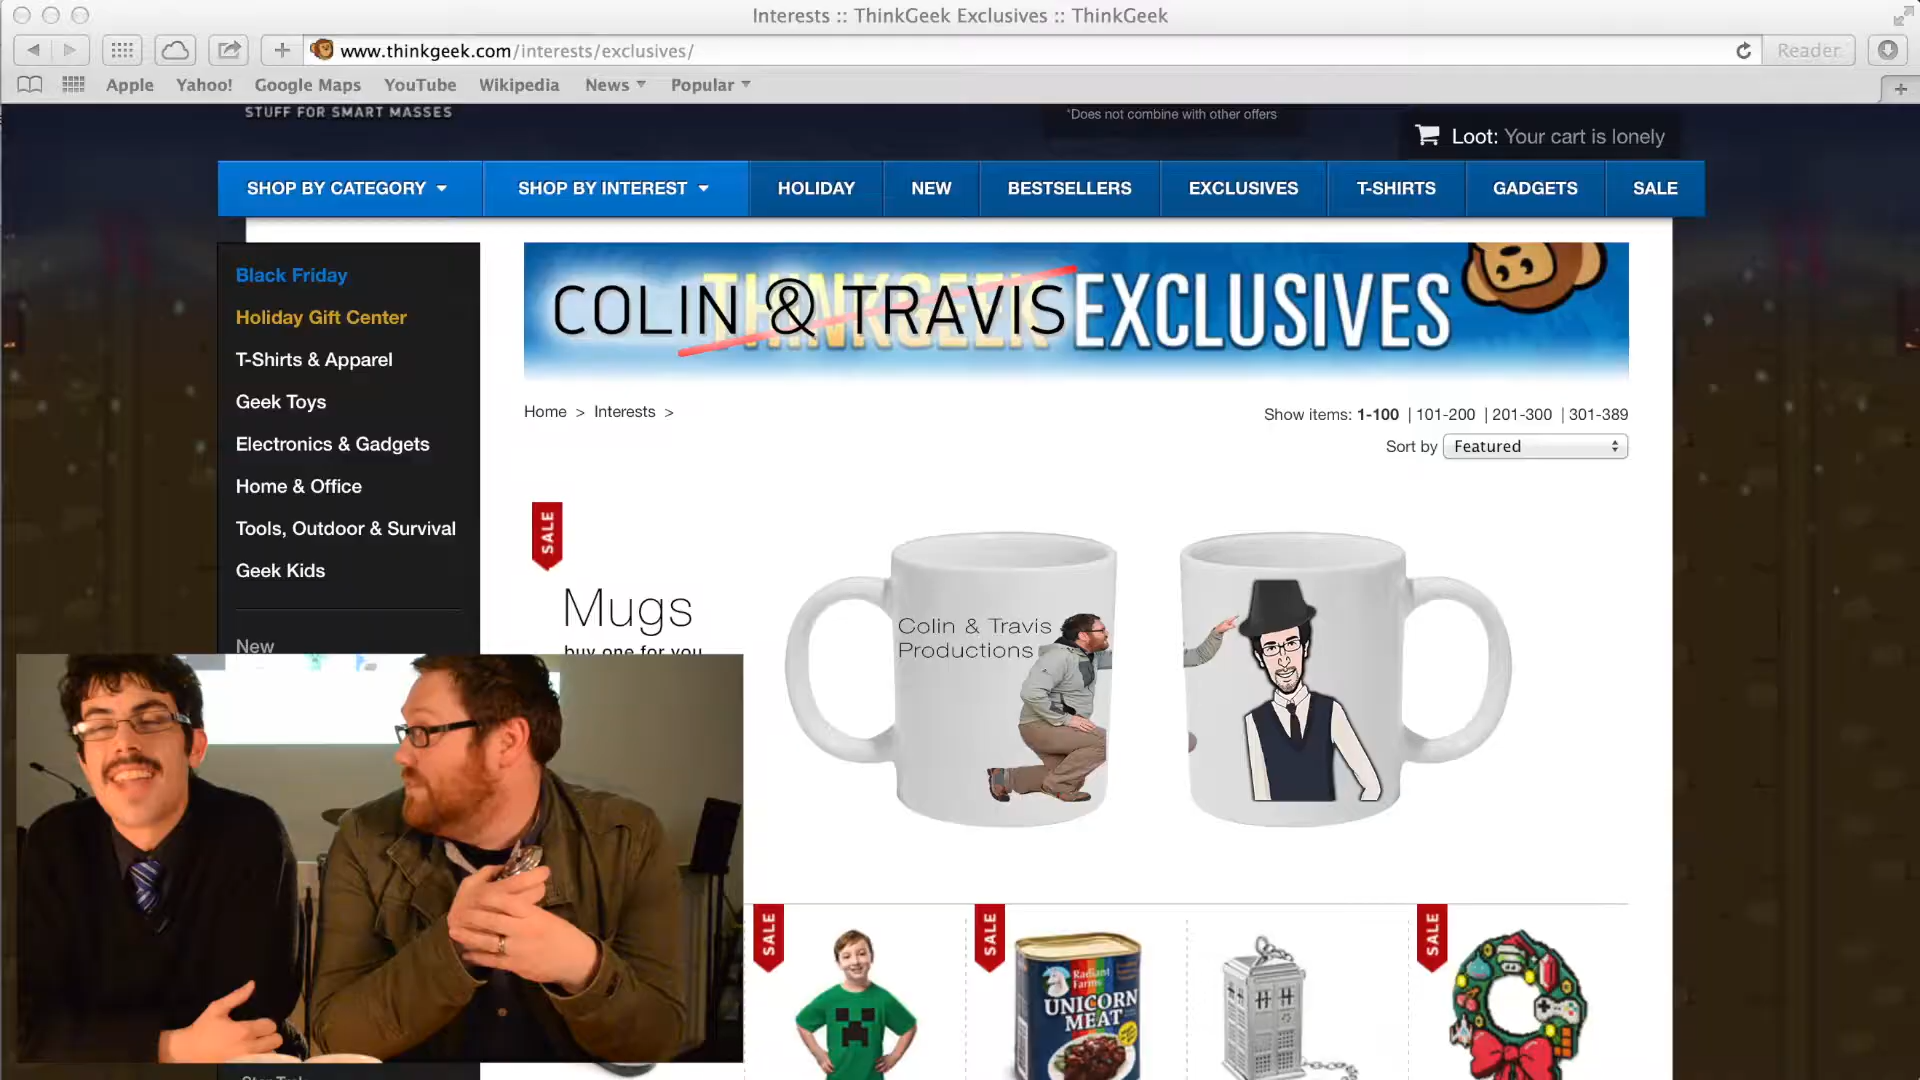 Interests :: ThinkGeek Exclusives :: ThinkGeek
www.thinkgeek.com/interests/exclusives/
Reader
Apple Yahoo! Google Maps YouTube Wikipedia News Popular
STUFF FOR SMART MASSES
*Does not combine with other offers
Loot: Your cart is lonely
SHOP BY CATEGORY SHOP BY INTEREST HOLIDAY NEW BESTSELLERS EXCLUSIVES T-SHIRTS GADGETS SALE
Black Friday
Holiday Gift Center
T-Shirts & Apparel
Geek Toys
Electronics & Gadgets
Home & Office
Tools, Outdoor & Survival
Geek Kids
New
THINKGEEK
COLIN & TRAVIS EXCLUSIVES
Home > Interests >
Show items: 1-100 | 101-200 | 201-300 | 301-389
Sort by Featured
SALE
Mugs
buy one for you
Colin & Travis
Productions
SALE
SALE
Radiant
Farms
UNICORN
MEAT
SALE